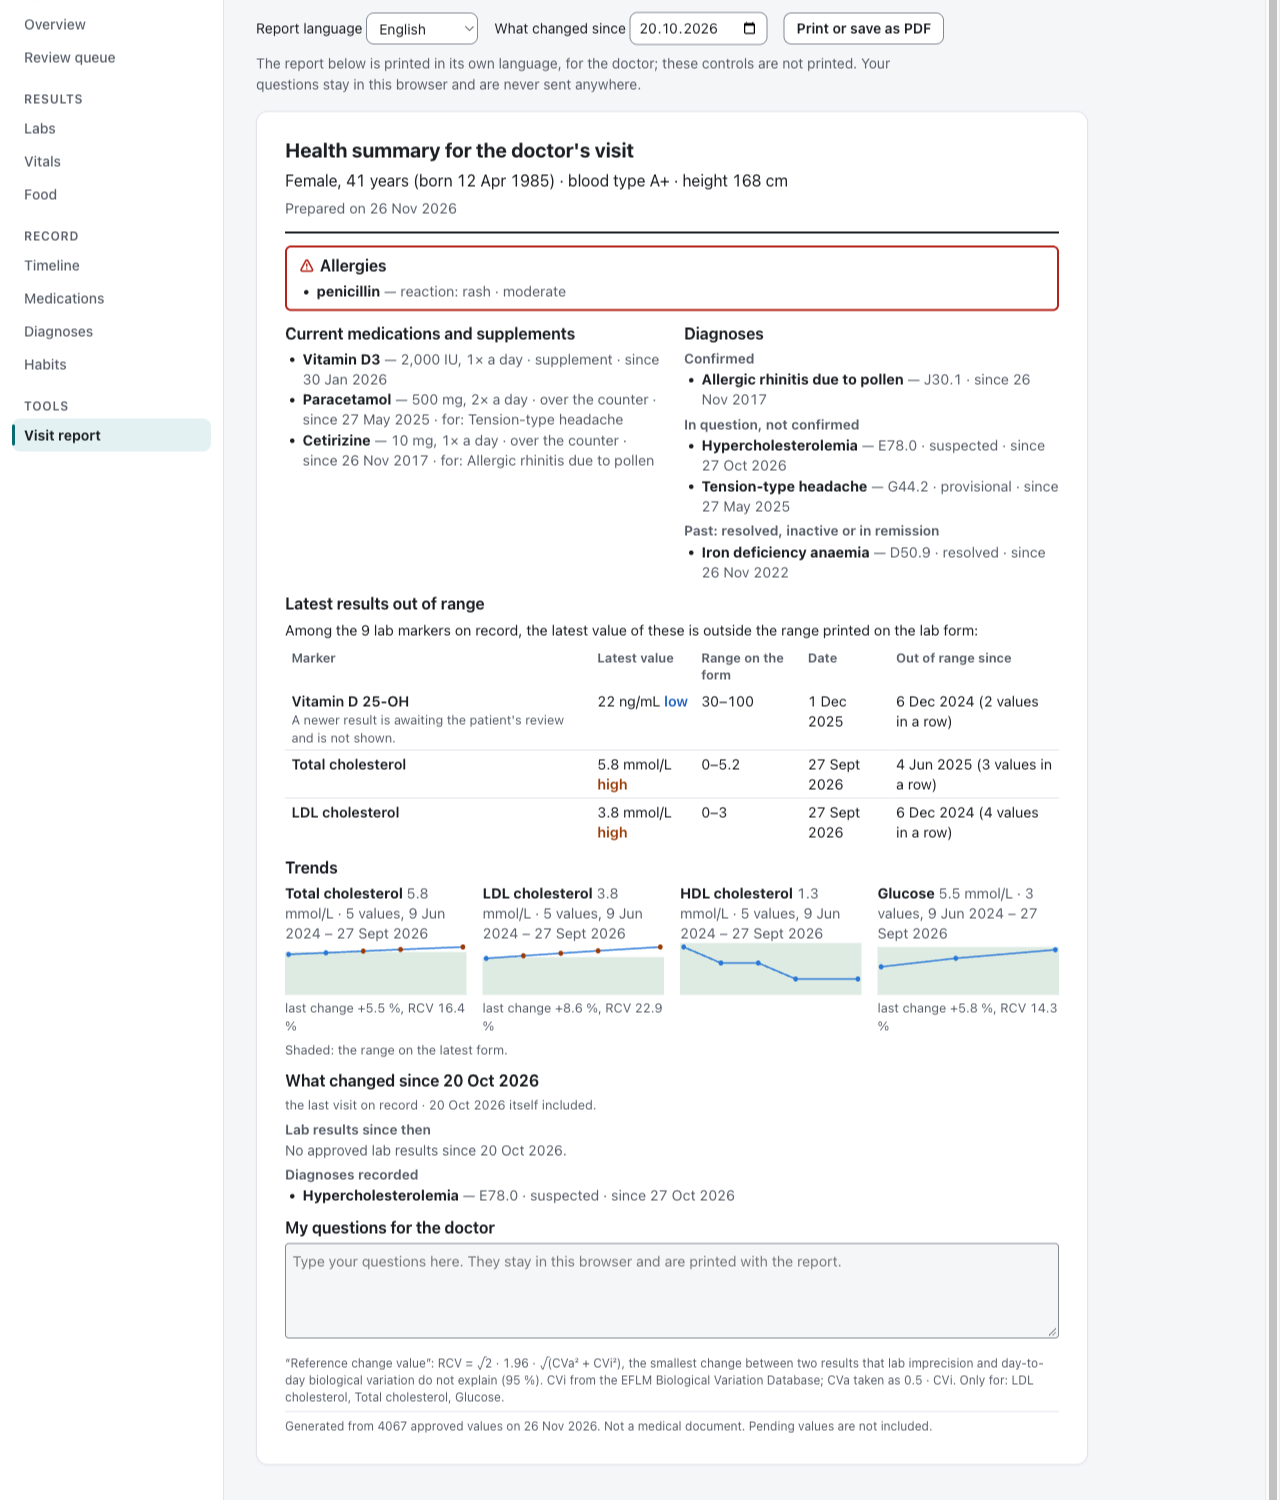 Overview
Review queue
RESULTS
Labs
Vitals
Food
RECORD
Timeline
Medications
Diagnoses
Habits
TOOLS
Visit report
Report language English What changed since 20.10.2026 Print or save as PDF
The report below is printed in its own language, for the doctor; these controls are not printed. Your
questions stay in this browser and are never sent anywhere.
Health summary for the doctor's visit
Female, 41 years (born 12 Apr 1985) · blood type A+ · height 168 cm
Prepared on 26 Nov 2026
Allergies
• penicillin — reaction: rash · moderate
Current medications and supplements
• Vitamin D3 — 2,000 IU, 1× a day · supplement · since
30 Jan 2026
• Paracetamol — 500 mg, 2× a day · over the counter ·
since 27 May 2025 · for: Tension-type headache
• Cetirizine — 10 mg, 1× a day · over the counter ·
since 26 Nov 2017 · for: Allergic rhinitis due to pollen
Diagnoses
Confirmed
• Allergic rhinitis due to pollen — J30.1 · since 26
Nov 2017
In question, not confirmed
• Hypercholesterolemia — E78.0 · suspected · since
27 Oct 2026
• Tension-type headache — G44.2 · provisional · since
27 May 2025
Past: resolved, inactive or in remission
• Iron deficiency anaemia — D50.9 · resolved · since
26 Nov 2022
Latest results out of range
Among the 9 lab markers on record, the latest value of these is outside the range printed on the lab form:
Marker Latest value Range on the Date Out of range since
form
Vitamin D 25-OH 22 ng/mL low 30–100 1 Dec 6 Dec 2024 (2 values
A newer result is awaiting the patient's review 2025 in a row)
and is not shown.
Total cholesterol 5.8 mmol/L 0–5.2 27 Sept 4 Jun 2025 (3 values in
high 2026 a row)
LDL cholesterol 3.8 mmol/L 0–3 27 Sept 6 Dec 2024 (4 values
high 2026 in a row)
Trends
Total cholesterol 5.8
mmol/L · 5 values, 9 Jun
2024 – 27 Sept 2026
last change +5.5 %, RCV 16.4
%
LDL cholesterol 3.8
mmol/L · 5 values, 9 Jun
2024 – 27 Sept 2026
last change +8.6 %, RCV 22.9
%
HDL cholesterol 1.3
mmol/L · 5 values, 9 Jun
2024 – 27 Sept 2026
Glucose 5.5 mmol/L · 3
values, 9 Jun 2024 – 27
Sept 2026
last change +5.8 %, RCV 14.3
%
Shaded: the range on the latest form.
What changed since 20 Oct 2026
the last visit on record · 20 Oct 2026 itself included.
Lab results since then
No approved lab results since 20 Oct 2026.
Diagnoses recorded
• Hypercholesterolemia — E78.0 · suspected · since 27 Oct 2026
My questions for the doctor
Type your questions here. They stay in this browser and are printed with the report.
"Reference change value": RCV = √2 · 1.96 · √(CVa² + CVi²), the smallest change between two results that lab imprecision and day-to-
day biological variation do not explain (95 %). CVi from the EFLM Biological Variation Database; CVa taken as 0.5 · CVi. Only for: LDL
cholesterol, Total cholesterol, Glucose.
Generated from 4067 approved values on 26 Nov 2026. Not a medical document. Pending values are not included.